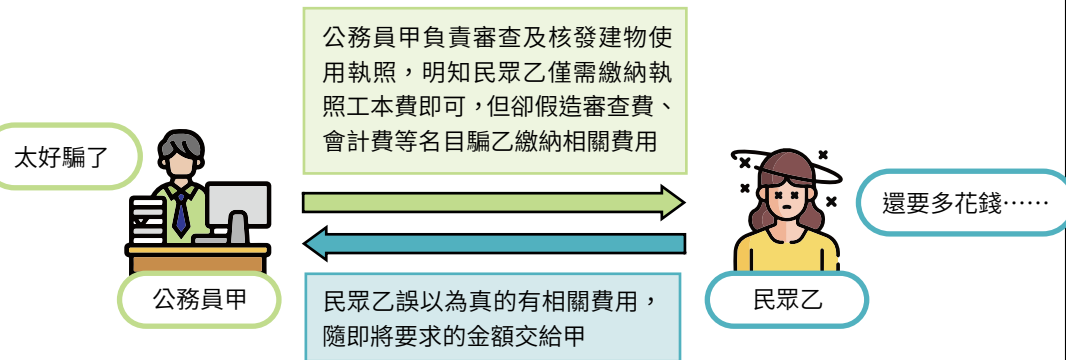 公務員甲負責審查及核發建物使
用執照，明知民眾乙僅需繳納執
照工本費即可，但卻假造審查費、
會計費等名目騙乙繳納相關費用
太好騙了
還要多花錢……
公務員甲
民眾乙誤以為真的有相關費用，
隨即將要求的金額交給甲
民眾乙